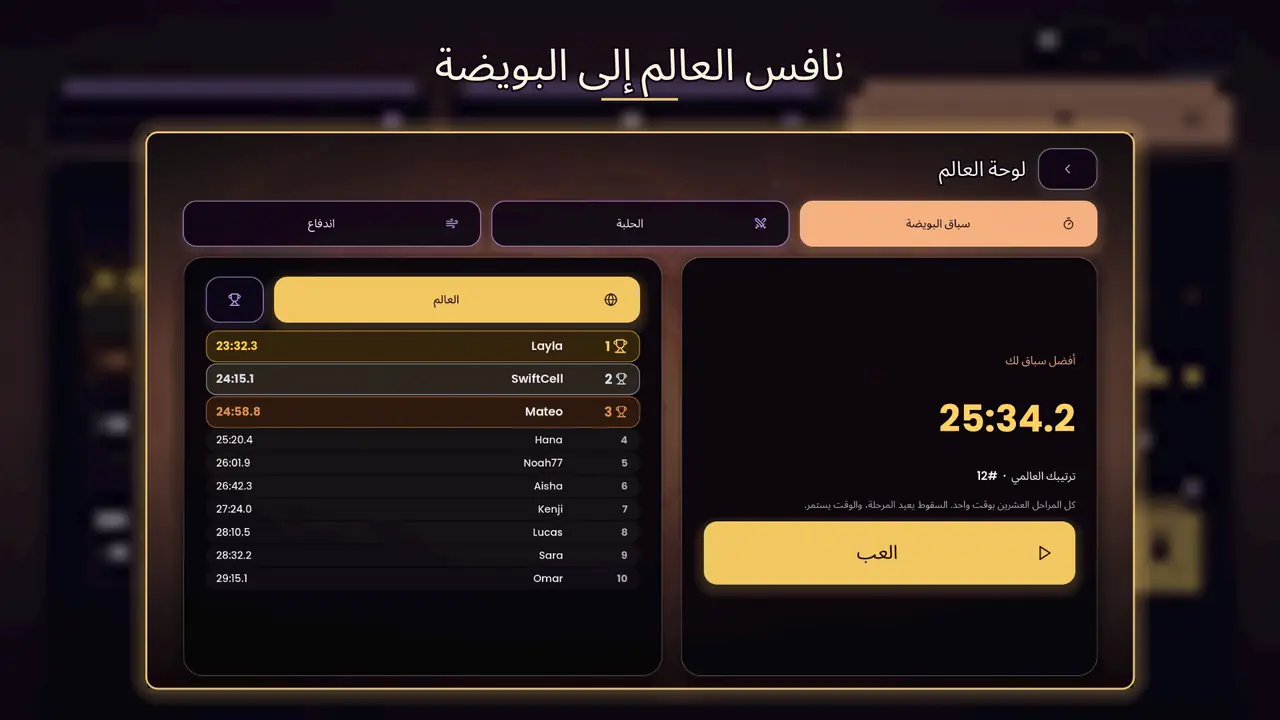 نافس العالم إلى البويضة
لوحة العالم
سباق البويضة
الحلبة
اندفاع
أفضل سباق لك
25:34.2
ترتيبك العالمي · #12
كل المراحل العشرين بوقت واحد. السقوط يعيد المرحلة، والوقت يستمر.
العب
العالم
1 Layla 23:32.3
2 SwiftCell 24:15.1
3 Mateo 24:58.8
4 Hana 25:20.4
5 Noah77 26:01.9
6 Aisha 26:42.3
7 Kenji 27:24.0
8 Lucas 28:10.5
9 Sara 28:32.2
10 Omar 29:15.1